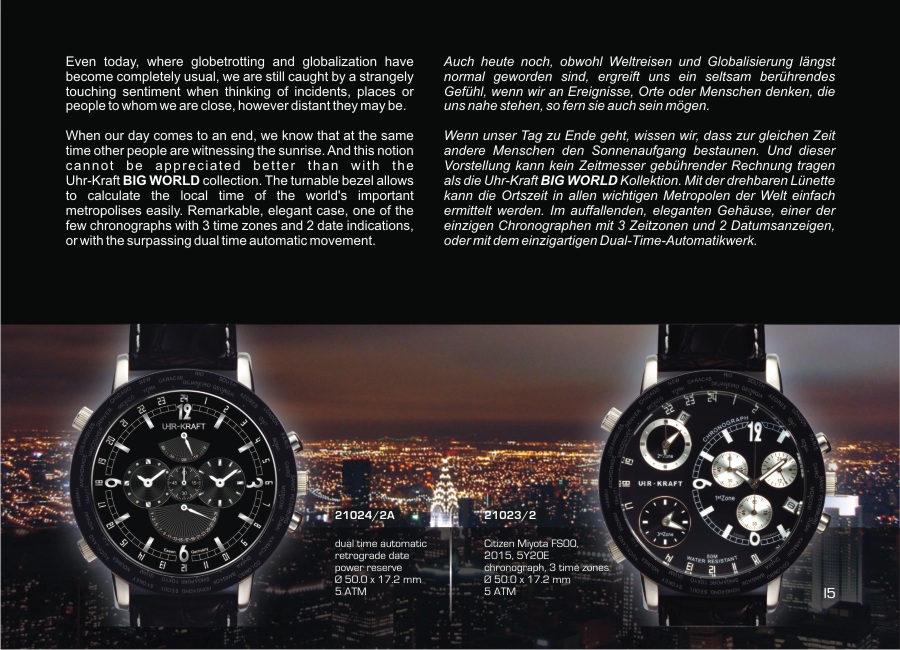 Even today, where globetrotting and globalization have
become completely usual, we are still caught by a strangely
touching sentiment when thinking of incidents, places or
people to whom we are close, however distant they may be.
When our day comes to an end, we know that at the same
time other people are witnessing the sunrise. And this notion
cannot be appreciated better than with the
Uhr-Kraft BIG WORLD collection. The turnable bezel allows
to calculate the local time of the world's important
metropolises easily. Remarkable, elegant case, one of the
few chronographs with 3 time zones and 2 date indications,
or with the surpassing dual time automatic movement.
Auch heute noch, obwohl Weltreisen und Globalisierung längst
normal geworden sind, ergreift uns ein seltsam berührendes
Gefühl, wenn wir an Ereignisse, Orte oder Menschen denken, die
uns nahe stehen, so fern sie auch sein mögen.
Wenn unser Tag zu Ende geht, wissen wir, dass zur gleichen Zeit
andere Menschen den Sonnenaufgang bestaunen. Und dieser
Vorstellung kann kein Zeitmesser gebührender Rechnung tragen
als die Uhr-Kraft BIG WORLD Kollektion. Mit der drehbaren Lünette
kann die Ortszeit in allen wichtigen Metropolen der Welt einfach
ermittelt werden. Im auffallenden, eleganten Gehäuse, einer der
einzigen Chronographen mit 3 Zeitzonen und 2 Datumsanzeigen,
oder mit dem einzigartigen Dual-Time-Automatikwerk.
UHR-KRAFT
12
6
21024/2A
dual time automatic
retrograde date
power reserve
Ø 50.0 x 17.2 mm
5 ATM
21023/2
Citizen Miyota FS00,
2015, 5Y20E
chronograph, 3 time zones
Ø 50.0 x 17.2 mm
5 ATM
CHRONOGRAPH
12
2ndZone
UHR-KRAFT
1stZone
3rdZone
50M
WATER RESISTANT
15